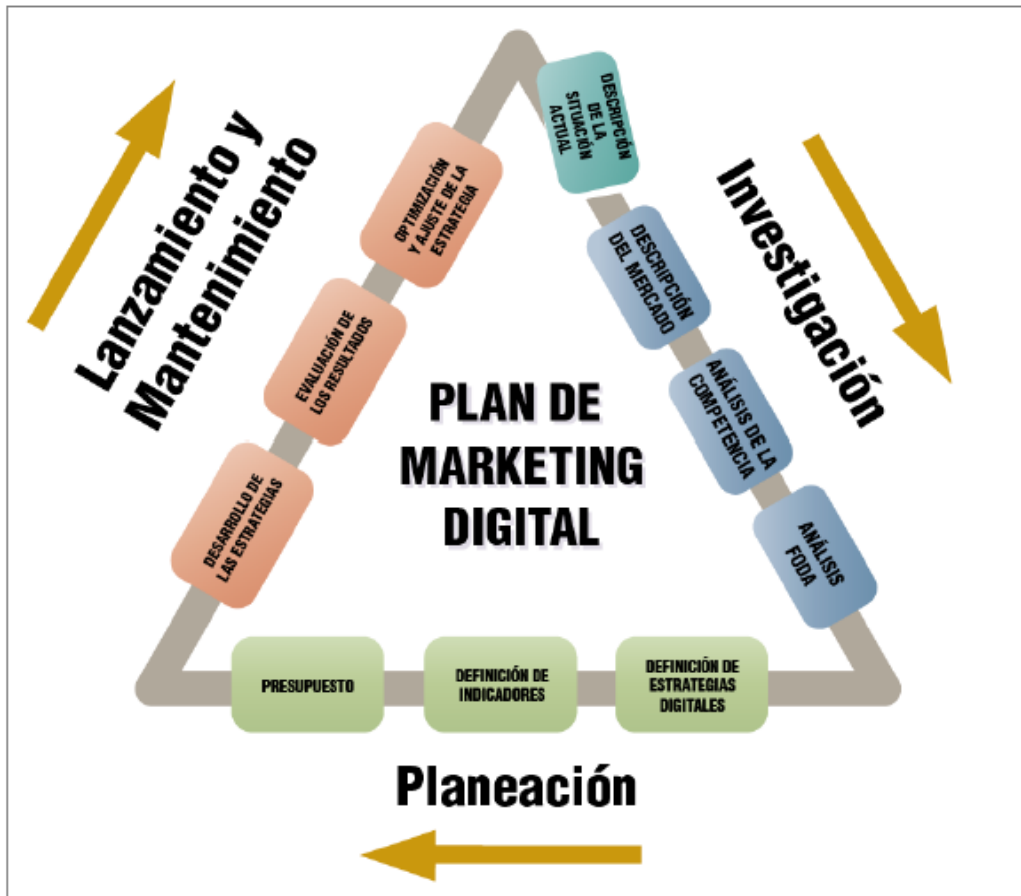 DESCRIPCIÓN
DE LA
SITUACIÓN
ACTUAL
DESCRIPCIÓN
DEL MERCADO
ANÁLISIS DE LA
COMPETENCIA
ANÁLISIS
FODA
Investigación
DEFINICIÓN DE
ESTRATEGIAS
DIGITALES
DEFINICIÓN DE
INDICADORES
PRESUPUESTO
Planeación
DESARROLLO DE
LAS ESTRATEGIAS
EVALUACIÓN DE
LOS RESULTADOS
OPTIMIZACIÓN
Y AJUSTE DE LA
ESTRATEGIA
Lanzamiento y
Mantenimiento
PLAN DE
MARKETING
DIGITAL